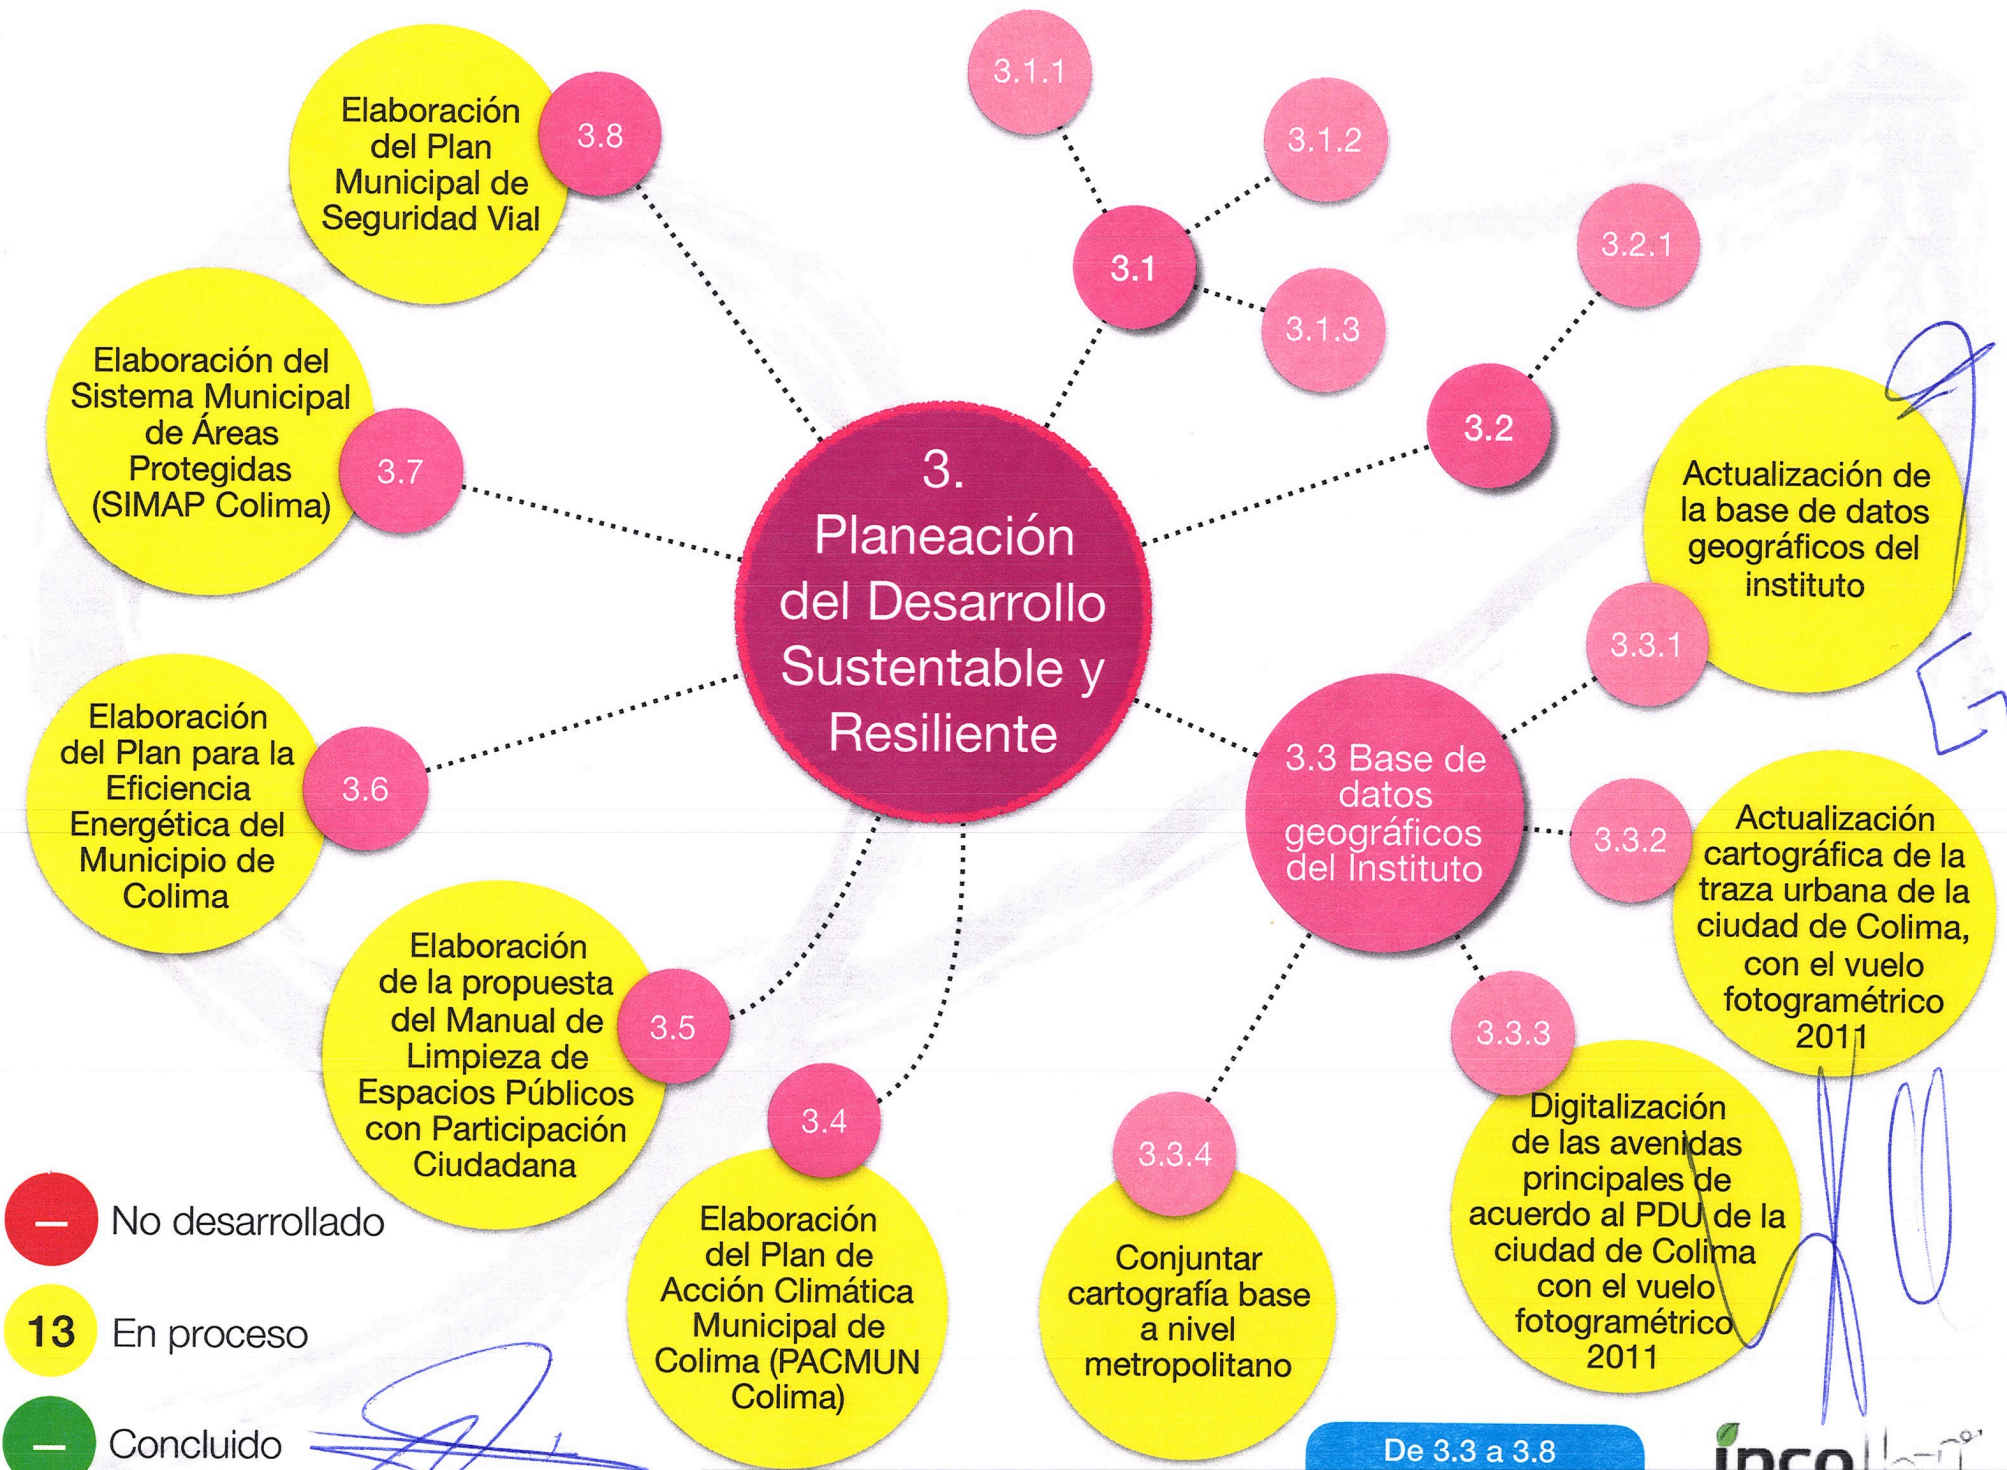 Elaboración
del Plan
Municipal de
Seguridad Vial
3.8
3.1.1
3.1.2
3.1
3.1.3
3.2.1
3.2
Elaboración del
Sistema Municipal
de Áreas
Protegidas
(SIMAP Colima)
3.7
3.
Planeación
del Desarrollo
Sustentable y
Resiliente
Actualización de
la base de datos
geográficos del
instituto
3.3.1
Elaboración
del Plan para la
Eficiencia
Energética del
Municipio de
Colima
3.6
3.3 Base de
datos
geográficos
del Instituto
3.3.2
Actualización
cartográfica de la
traza urbana de la
ciudad de Colima,
con el vuelo
fotogramétrico
2011
Elaboración
de la propuesta
del Manual de
Limpieza de
Espacios Públicos
con Participación
Ciudadana
3.5
3.4
Elaboración
del Plan de
Acción Climática
Municipal de
Colima (PACMUN
Colima)
3.3.4
Conjuntar
cartografía base
a nivel
metropolitano
3.3.3
Digitalización
de las avenidas
principales de
acuerdo al PDU de la
ciudad de Colima
con el vuelo
fotogramétrico
2011
– No desarrollado
13 En proceso
– Concluido
De 3.3 a 3.8